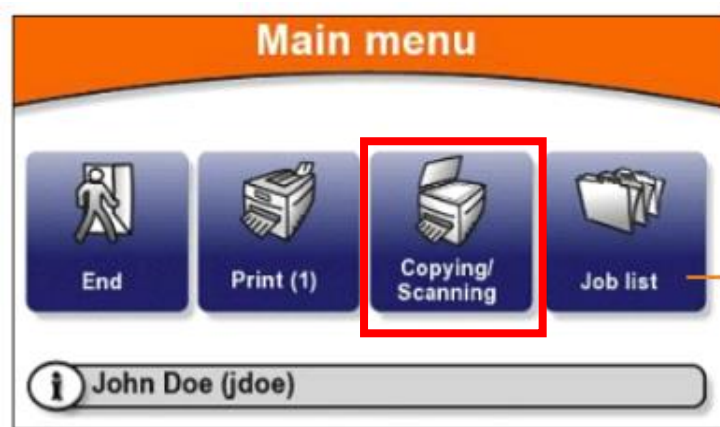 Main menu
End
Print (1)
Copying/
Scanning
Job list
i
John Doe (jdoe)